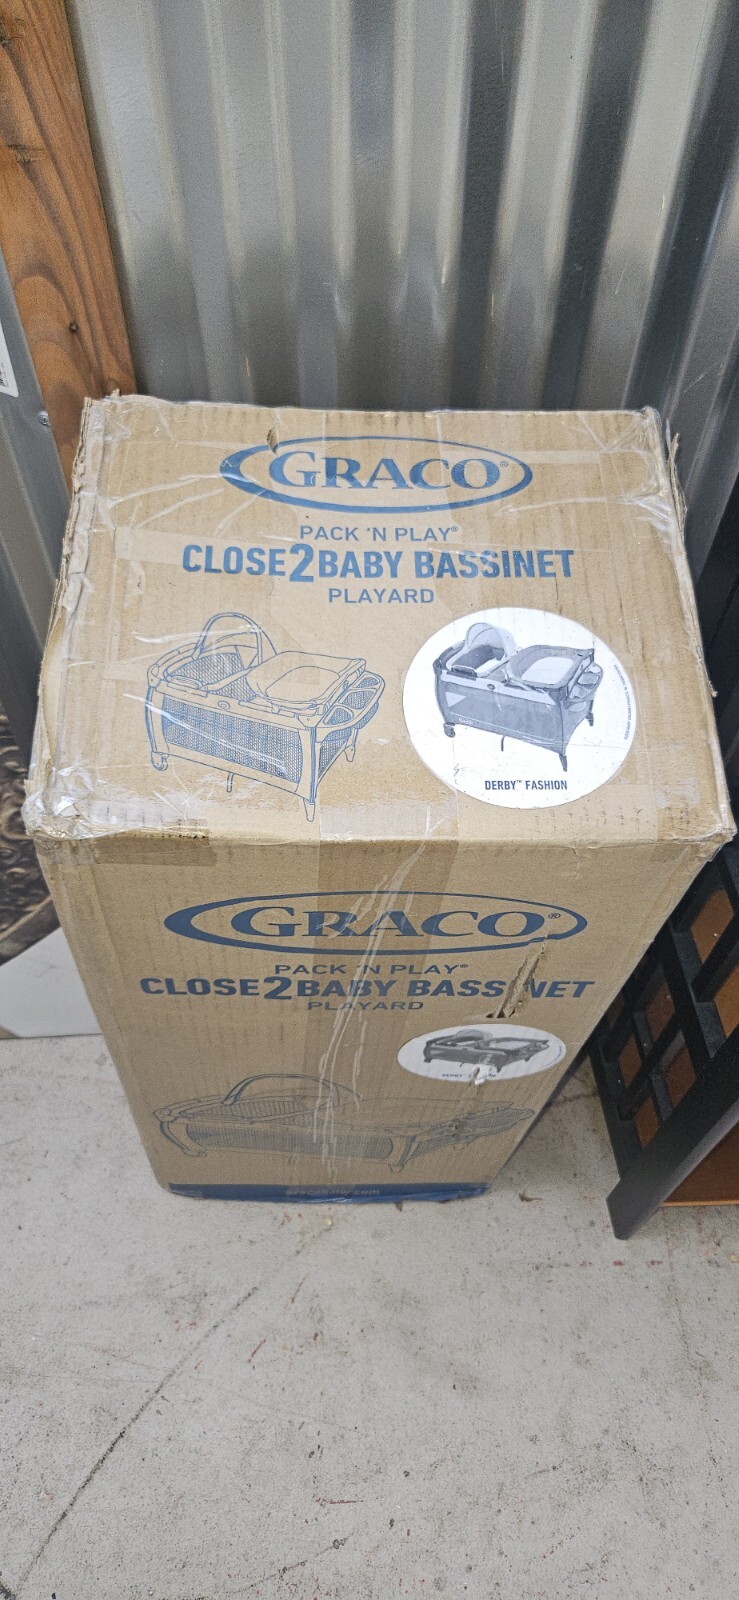 GRACO®
PACK 'N PLAY®
CLOSE2BABY BASSINET
PLAYARD
DERBY™ FASHION
GRACO®
PACK 'N PLAY®
CLOSE2BABY BASSINET
PLAYARD